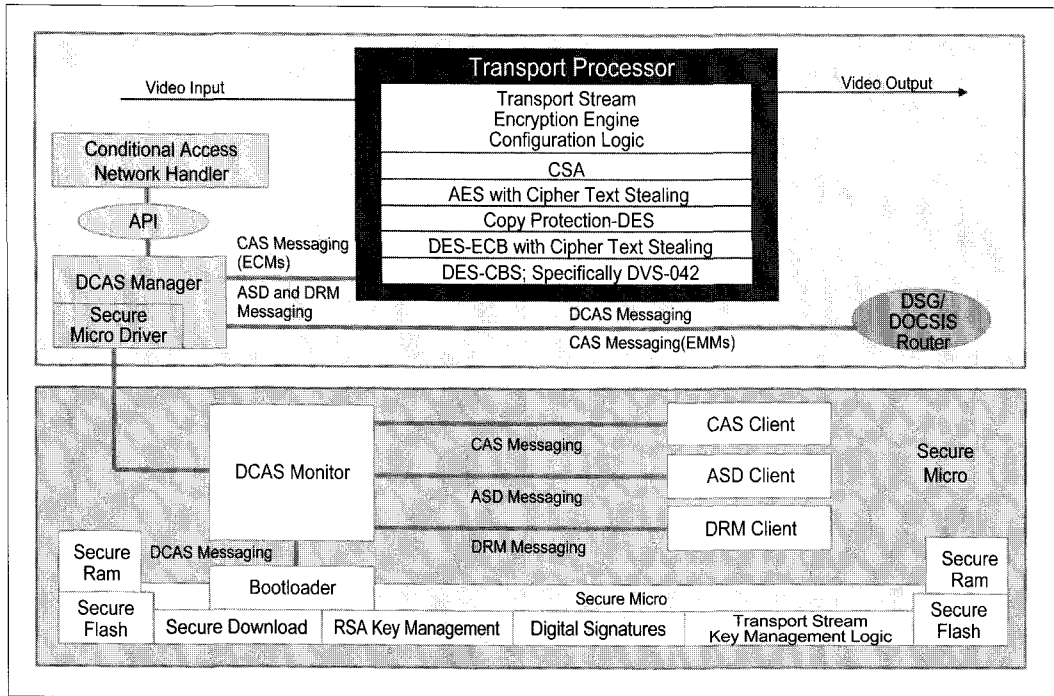 Transport Processor
Video Input
Video Output
Transport Stream
Encryption Engine
Configuration Logic
CSA
AES with Cipher Text Stealing
Copy Protection-DES
DES-ECB with Cipher Text Stealing
DES-CBS; Specifically DVS-042
Conditional Access
Network Handler
API
DCAS Manager
Secure
Micro Driver
CAS Messaging
(ECMs)
ASD and DRM
Messaging
DCAS Messaging
CAS Messaging(EMMs)
DSG/
DOCSIS
Router
DCAS Monitor
CAS Messaging
ASD Messaging
DRM Messaging
CAS Client
ASD Client
DRM Client
Secure
Micro
Secure
Ram
DCAS Messaging
Bootloader
Secure Micro
Secure
Ram
Secure
Flash
Secure Download
RSA Key Management
Digital Signatures
Transport Stream
Key Management Logic
Secure
Flash